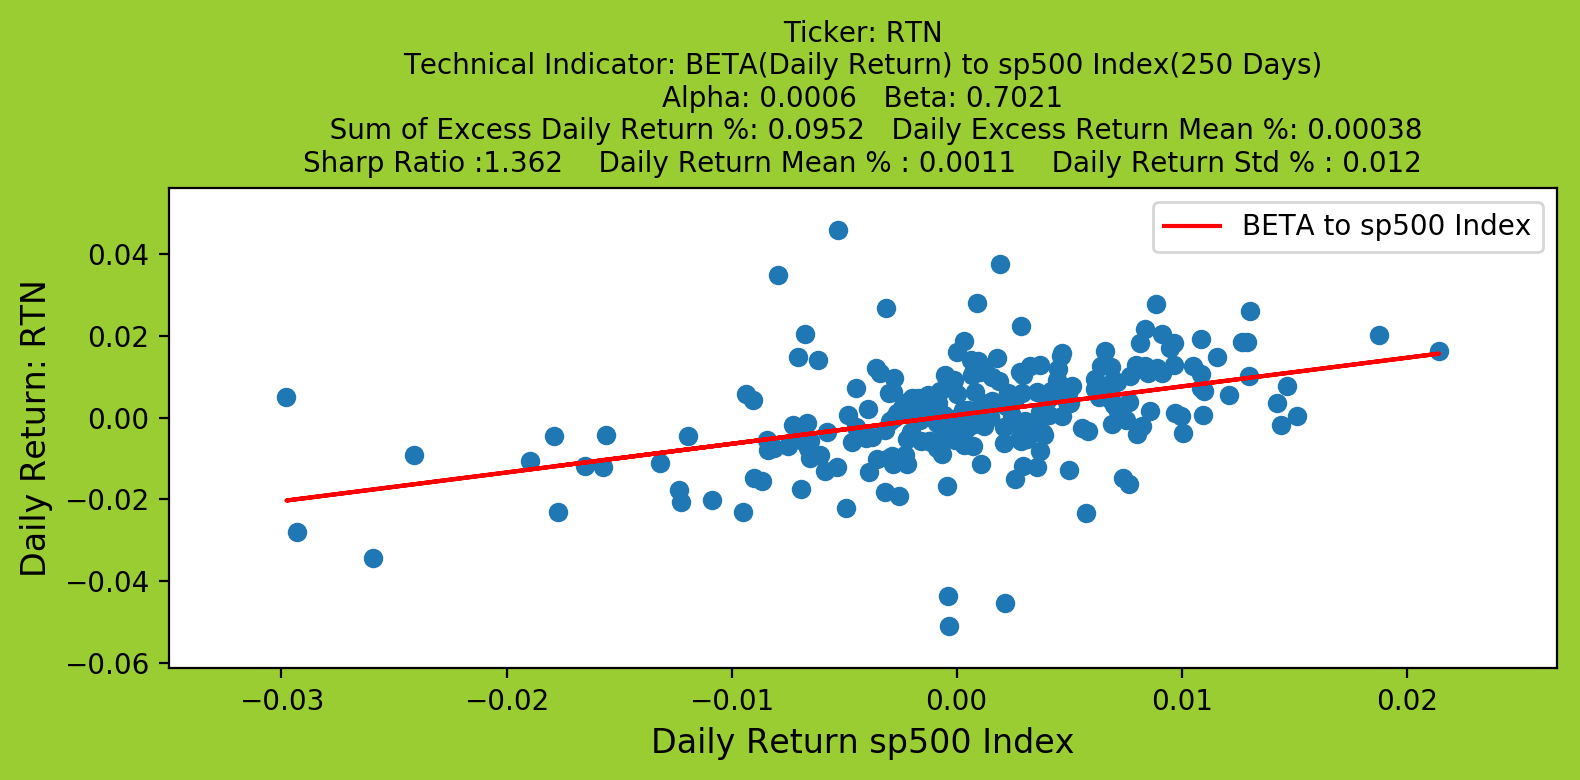 Ticker: RTN
Technical Indicator: BETA(Daily Return) to sp500 Index(250 Days)
Alpha: 0.0006 Beta: 0.7021
Sum of Excess Daily Return %: 0.0952 Daily Excess Return Mean %: 0.00038
Sharp Ratio :1.362 Daily Return Mean % : 0.0011 Daily Return Std % : 0.012
BETA to sp500 Index
Daily Return: RTN
0.04
0.02
0.00
−0.02
−0.04
−0.06
−0.03 −0.02 −0.01 0.00 0.01 0.02
Daily Return sp500 Index